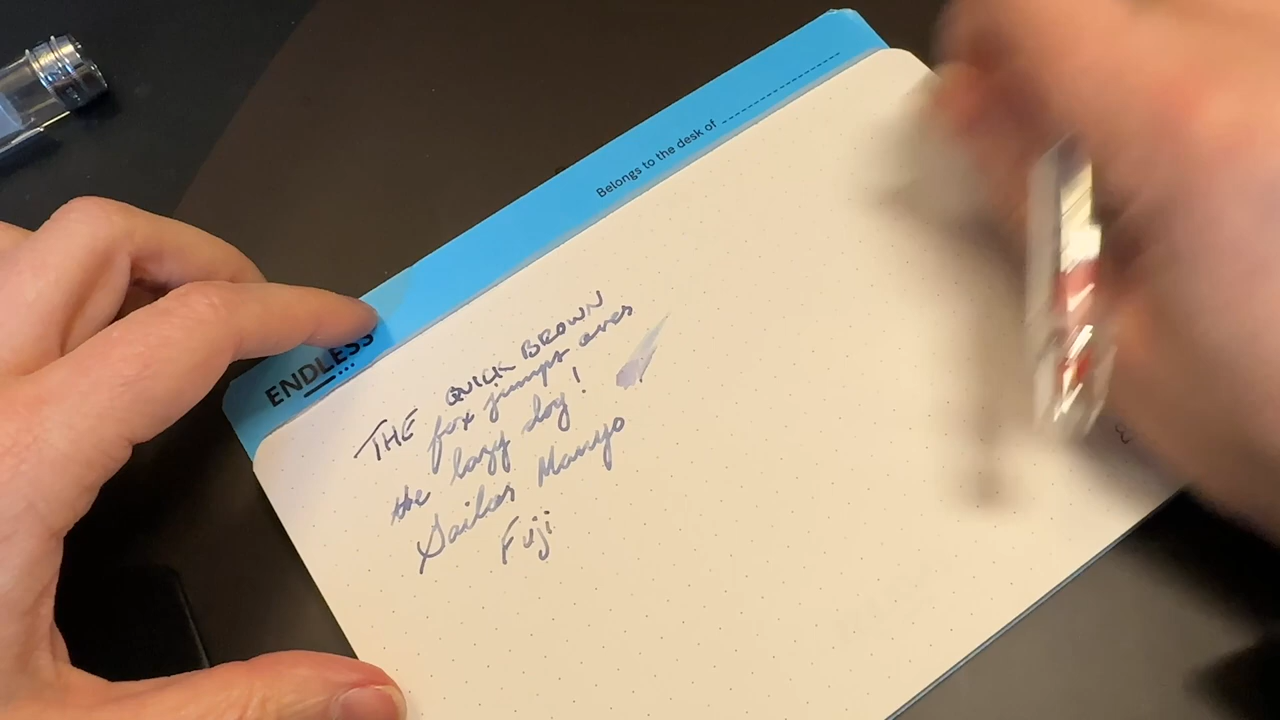 Belongs to the desk of
ENDLESS
THE QUICK BROWN
fox jumps over
the lazy dog!
Sailor Manyo
Fuji